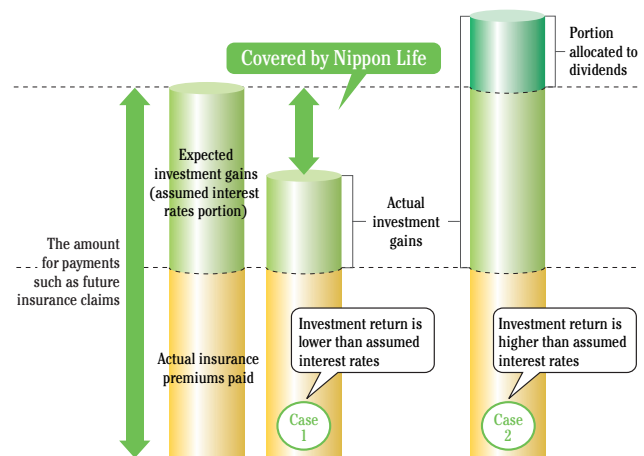 Portion
allocated to
dividends
Covered by Nippon Life
Expected
investment gains
(assumed interest
rates portion)
Actual
investment
gains
The amount
for payments
such as future
insurance claims
Investment return is
lower than assumed
interest rates
Investment return is
higher than assumed
interest rates
Actual insurance
premiums paid
Case
1
Case
2